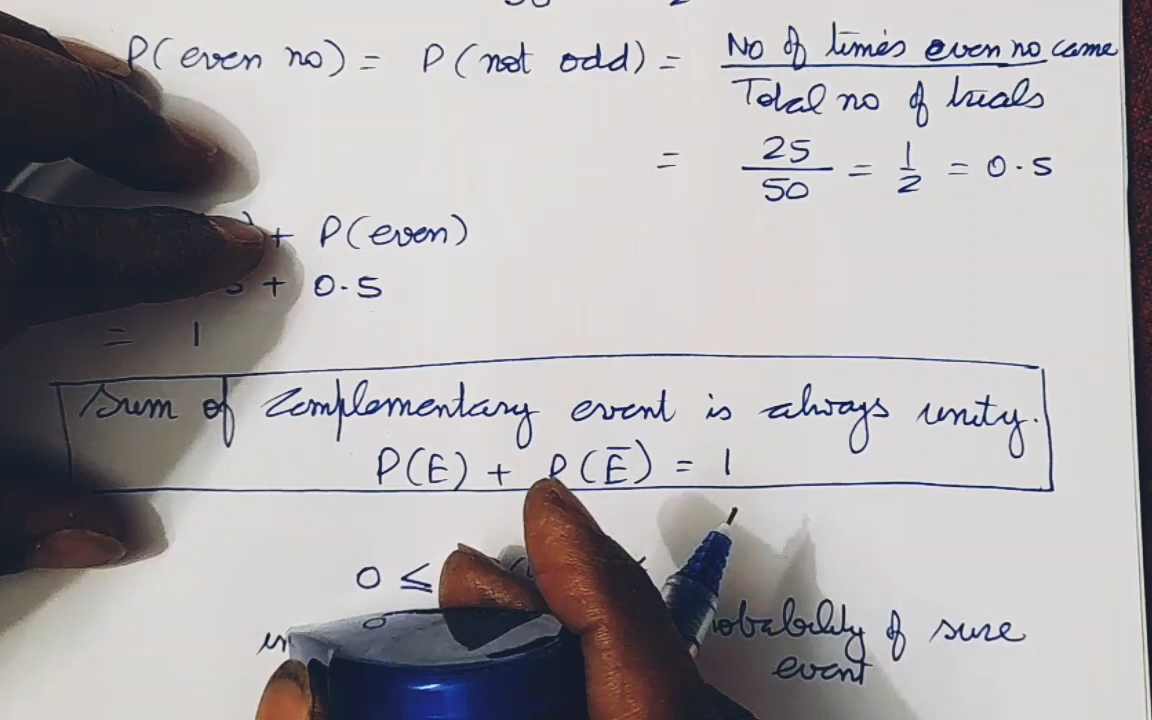 P(even no) = P(not odd) = No of times even no came
Total no of trials
= 25/50 = 1/2 = 0.5
+ P(even)
+ 0.5
= 1
Sum of complementary event is always unity.
P(E) + P(Ē) = 1
0 ≤
of sure
event